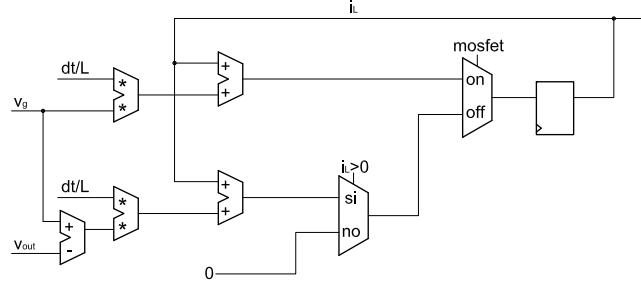 iL
mosfet
dt/L
*
*
+
+
on
off
vg
iL>0
dt/L
*
*
+
+
si
no
+
-
vout
0